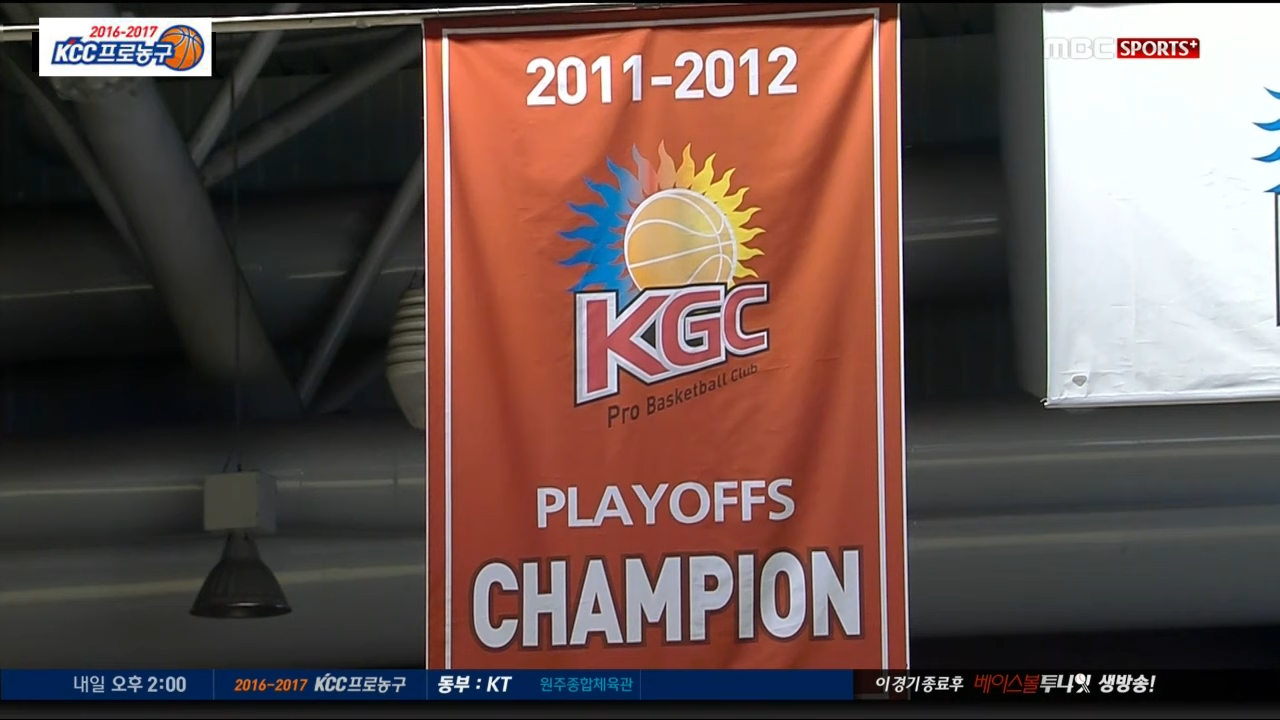 2016-2017
KCC프로농구
MBC SPORTS+
2011-2012
KGC
Pro Basketball Club
PLAYOFFS
CHAMPION
내일 오후 2:00
2016-2017 KCC프로농구
동부 : KT
원주종합체육관
이 경기 종료 후 베이스볼투나잇 생방송!